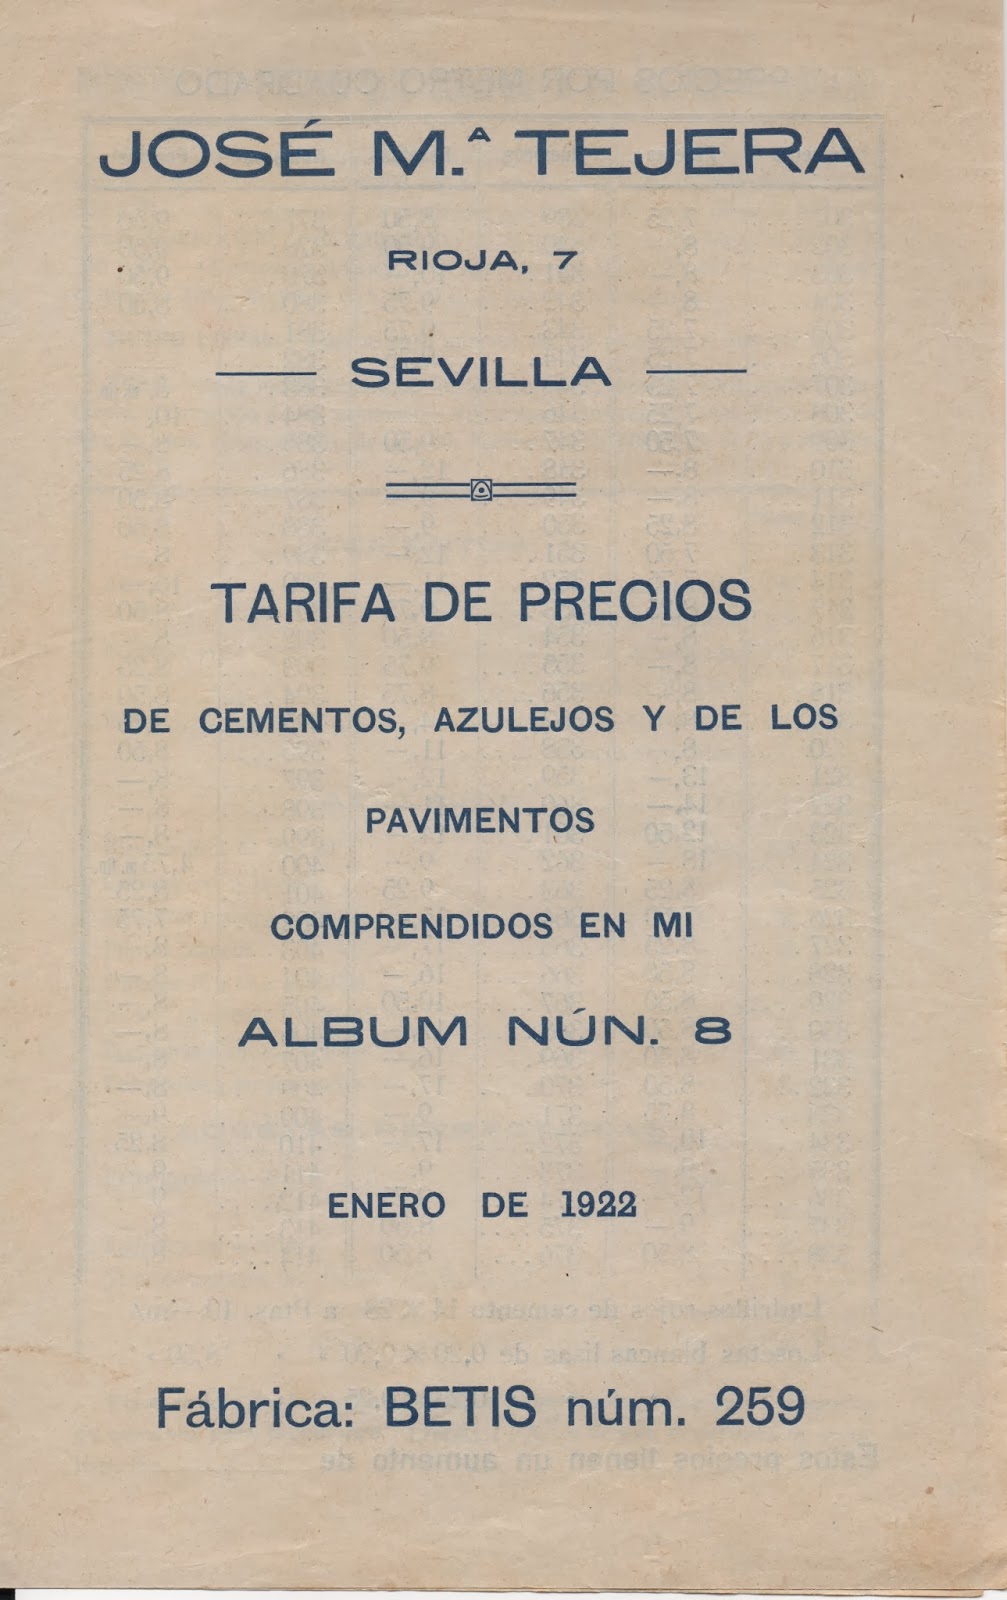 JOSÉ M.ª TEJERA
RIOJA, 7
SEVILLA
TARIFA DE PRECIOS
DE CEMENTOS, AZULEJOS Y DE LOS
PAVIMENTOS
COMPRENDIDOS EN MI
ALBUM NÚN. 8
ENERO DE 1922
Fábrica: BETIS núm. 259